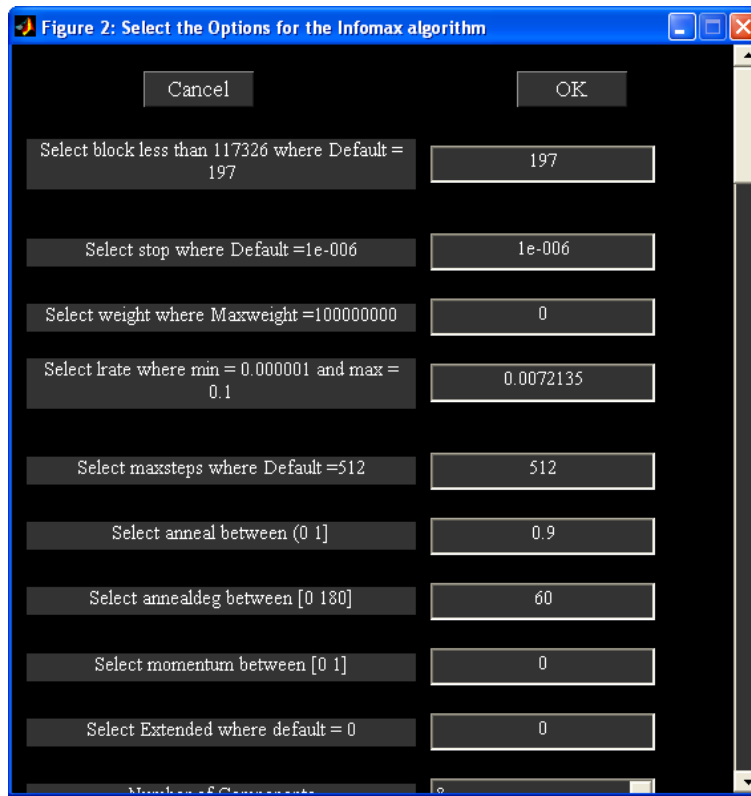 Figure 2: Select the Options for the Infomax algorithm
Cancel
OK
Select block less than 117326 where Default =
197
197
Select stop where Default =1e-006
1e-006
Select weight where Maxweight =100000000
0
Select lrate where min = 0.000001 and max =
0.1
0.0072135
Select maxsteps where Default =512
512
Select anneal between (0 1]
0.9
Select annealdeg between [0 180]
60
Select momentum between [0 1]
0
Select Extended where default = 0
0
Number of Components